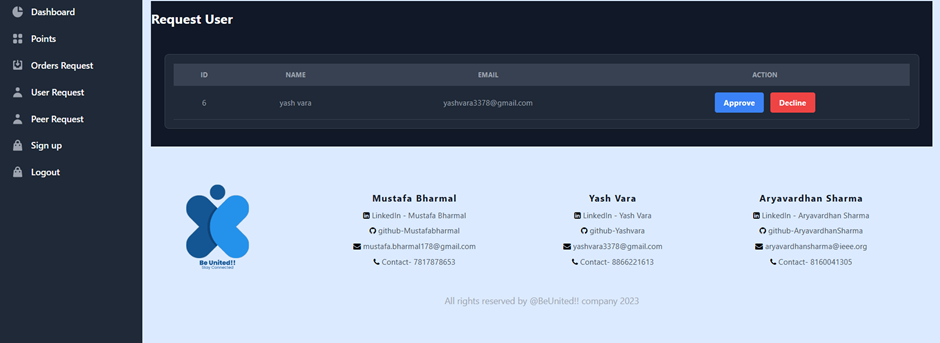 Dashboard
Points
Orders Request
User Request
Peer Request
Sign up
Logout
Request User
ID NAME EMAIL ACTION
6 yash vara yashvara3378@gmail.com Approve Decline
Be United!!
Stay Connected
Mustafa Bharmal
LinkedIn - Mustafa Bharmal
github-Mustafabharmal
mustafa.bharmal178@gmail.com
Contact- 7817878653
Yash Vara
LinkedIn - Yash Vara
github-Yashvara
yashvara3378@gmail.com
Contact- 8866221613
Aryavardhan Sharma
LinkedIn - Aryavardhan Sharma
github-AryavardhanSharma
aryavardhansharma@ieee.org
Contact- 8160041305
All rights reserved by @BeUnited!! company 2023